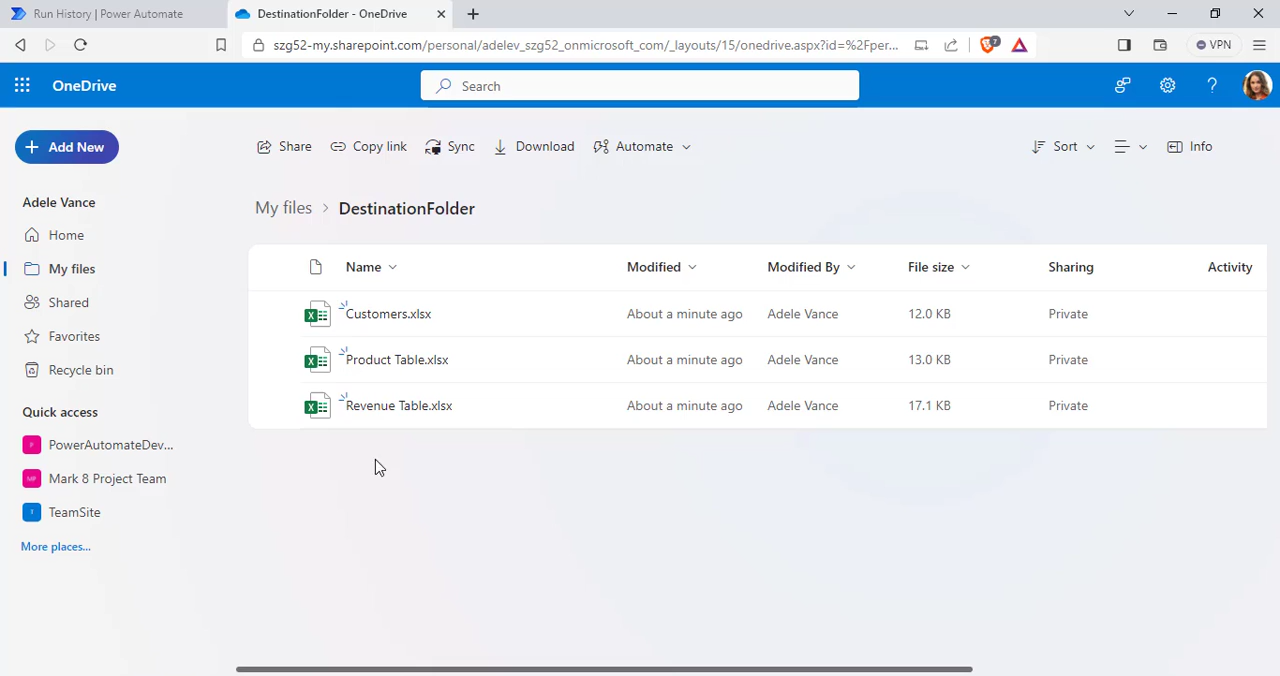 Run History | Power Automate
DestinationFolder - OneDrive
szg52-my.sharepoint.com/personal/adelev_szg52_onmicrosoft_com/_layouts/15/onedrive.aspx?id=%2Fper...
7
VPN
OneDrive
Search
Add New
Share
Copy link
Sync
Download
Automate
Sort
Info
Adele Vance
Home
My files
Shared
Favorites
Recycle bin
Quick access
P PowerAutomateDev...
MP Mark 8 Project Team
T TeamSite
More places...
My files > DestinationFolder
Name Modified Modified By File size Sharing Activity
Customers.xlsx About a minute ago Adele Vance 12.0 KB Private
Product Table.xlsx About a minute ago Adele Vance 13.0 KB Private
Revenue Table.xlsx About a minute ago Adele Vance 17.1 KB Private